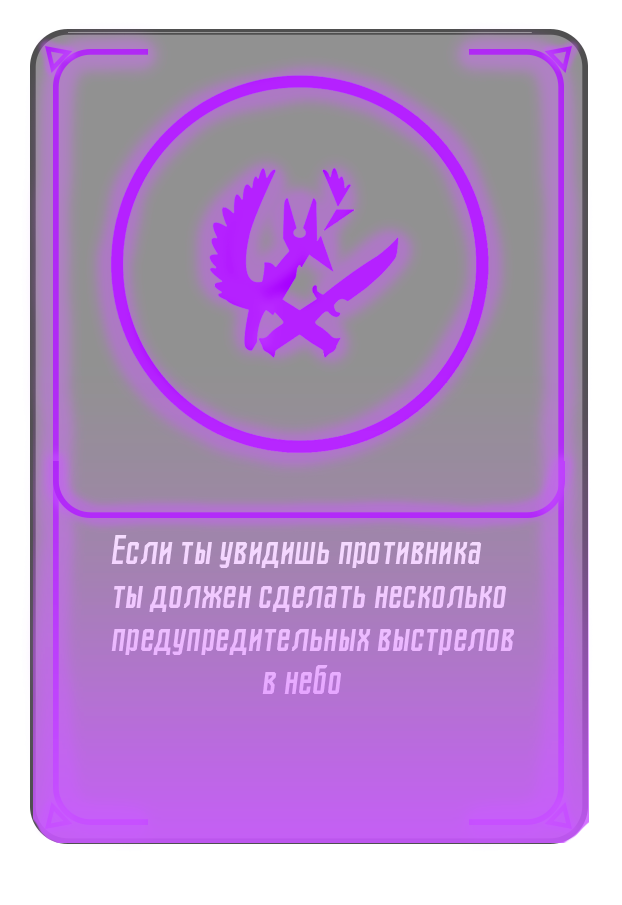 Если ты увидишь противника
ты должен сделать несколько
предупредительных выстрелов
в небо